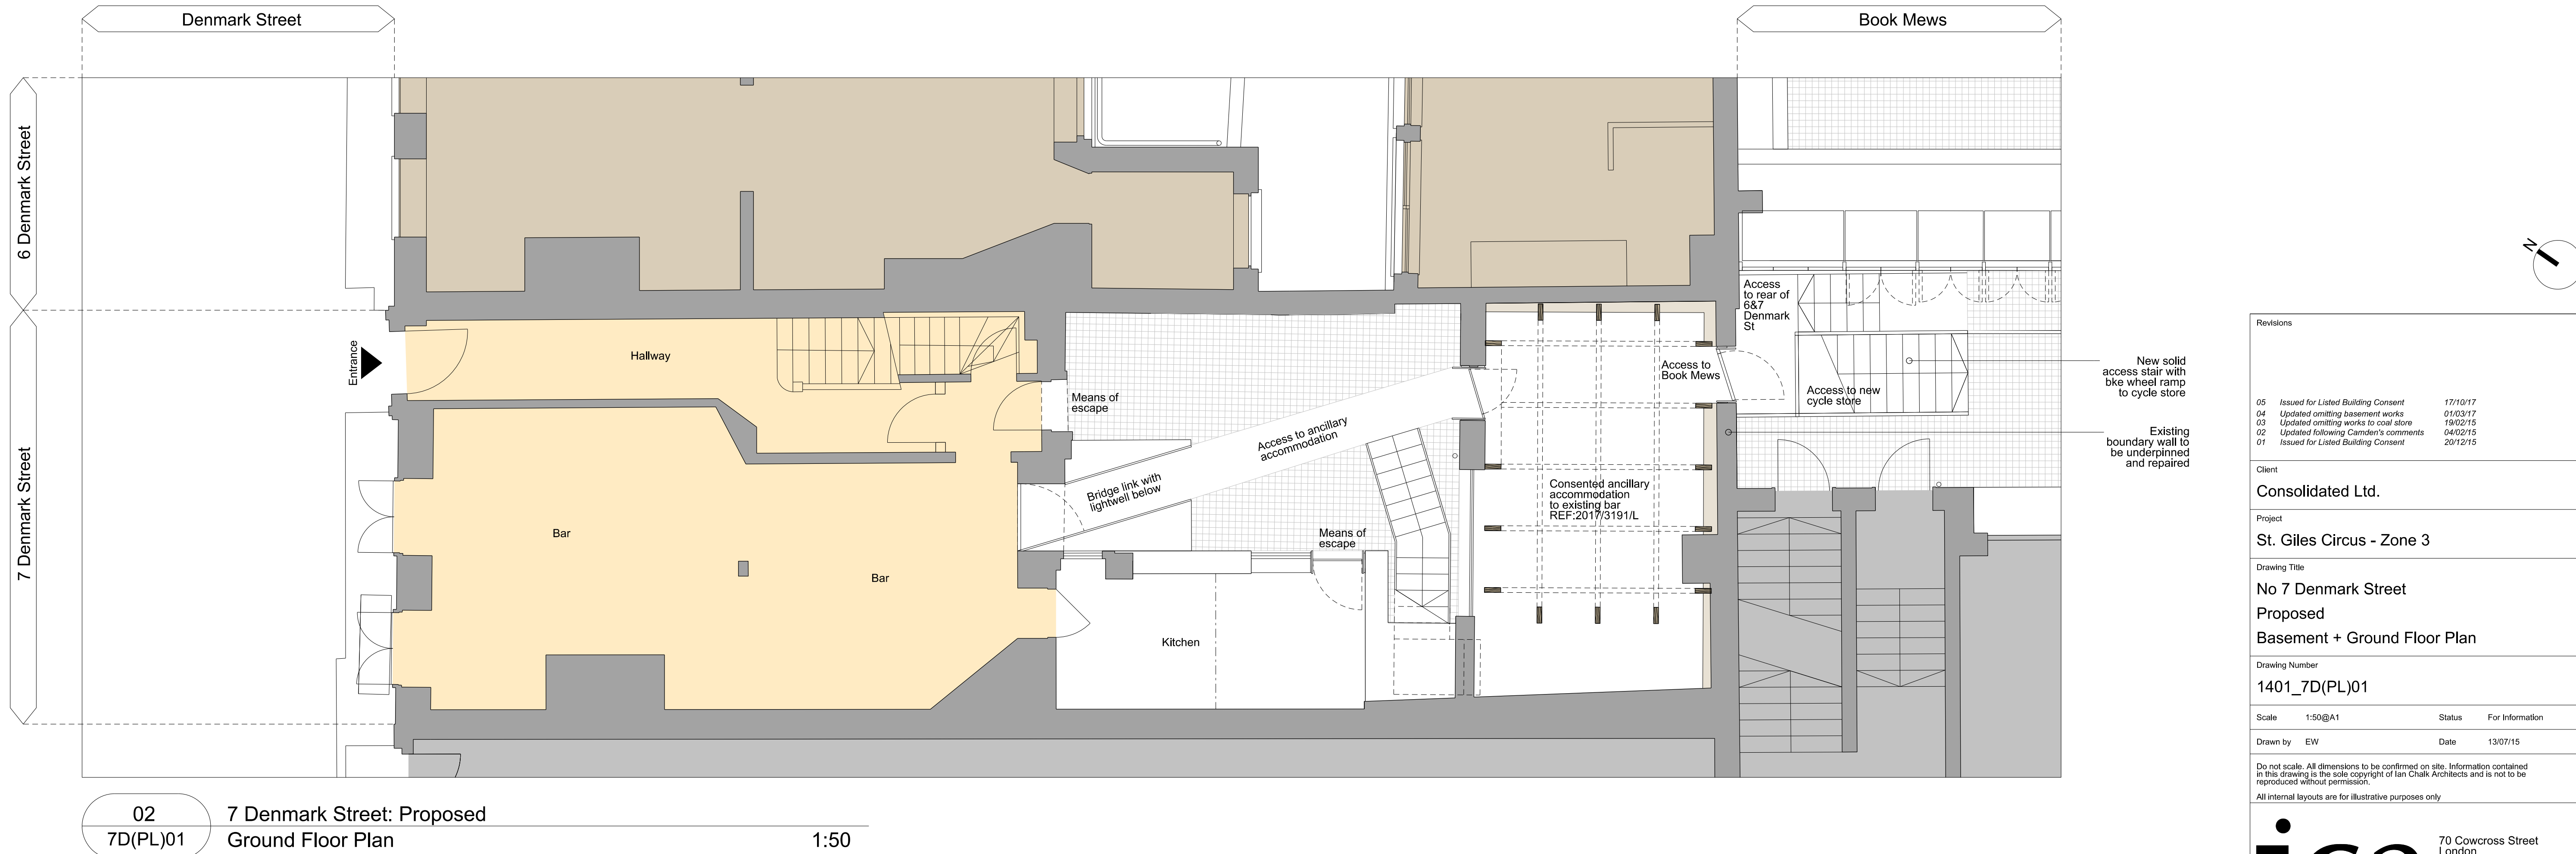 Denmark Street
Book Mews
6 Denmark Street
7 Denmark Street
Entrance
Hallway
Bar
Bar
Means of
escape
Bridge link with
lightwell below
Access to ancillary
accommodation
Means of
escape
Kitchen
Consented ancillary
accommodation
to existing bar
REF:2017/3191/L
Access to
Book Mews
Access
to rear of
6&7
Denmark
St
Access to new
cycle store
New solid
access stair with
bke wheel ramp
to cycle store
Existing
boundary wall to
be underpinned
and repaired
N
02
7D(PL)01
7 Denmark Street: Proposed
Ground Floor Plan 1:50
Revisions
05 Issued for Listed Building Consent 17/10/17
04 Updated omitting basement works 01/03/17
03 Updated omitting works to coal store 19/02/15
02 Updated following Camden's comments 04/02/15
01 Issued for Listed Building Consent 20/12/15
Client
Consolidated Ltd.
Project
St. Giles Circus - Zone 3
Drawing Title
No 7 Denmark Street
Proposed
Basement + Ground Floor Plan
Drawing Number
1401_7D(PL)01
Scale 1:50@A1 Status For Information
Drawn by EW Date 13/07/15
Do not scale. All dimensions to be confirmed on site. Information contained
in this drawing is the sole copyright of Ian Chalk Architects and is not to be
reproduced without permission.
All internal layouts are for illustrative purposes only
ica
70 Cowcross Street
London